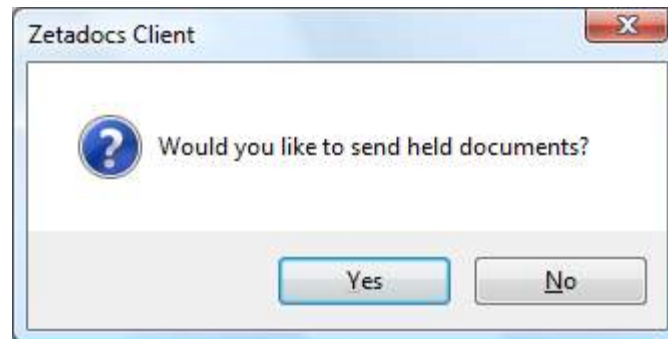 Zetadocs Client
Would you like to send held documents?
Yes
No